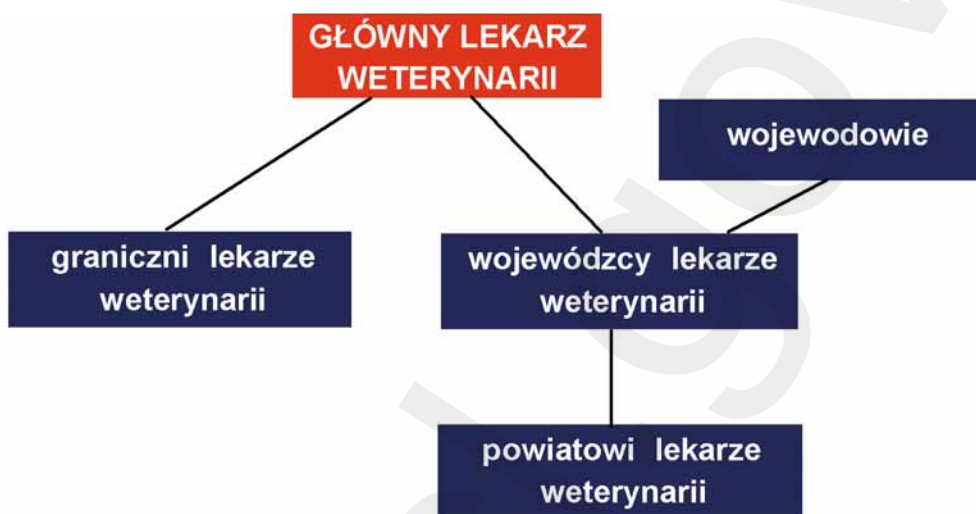 GŁÓWNY LEKARZ
WETERYNARII
wojewodowie
graniczni lekarze
weterynarii
wojewódzcy lekarze
weterynarii
powiatowi lekarze
weterynarii